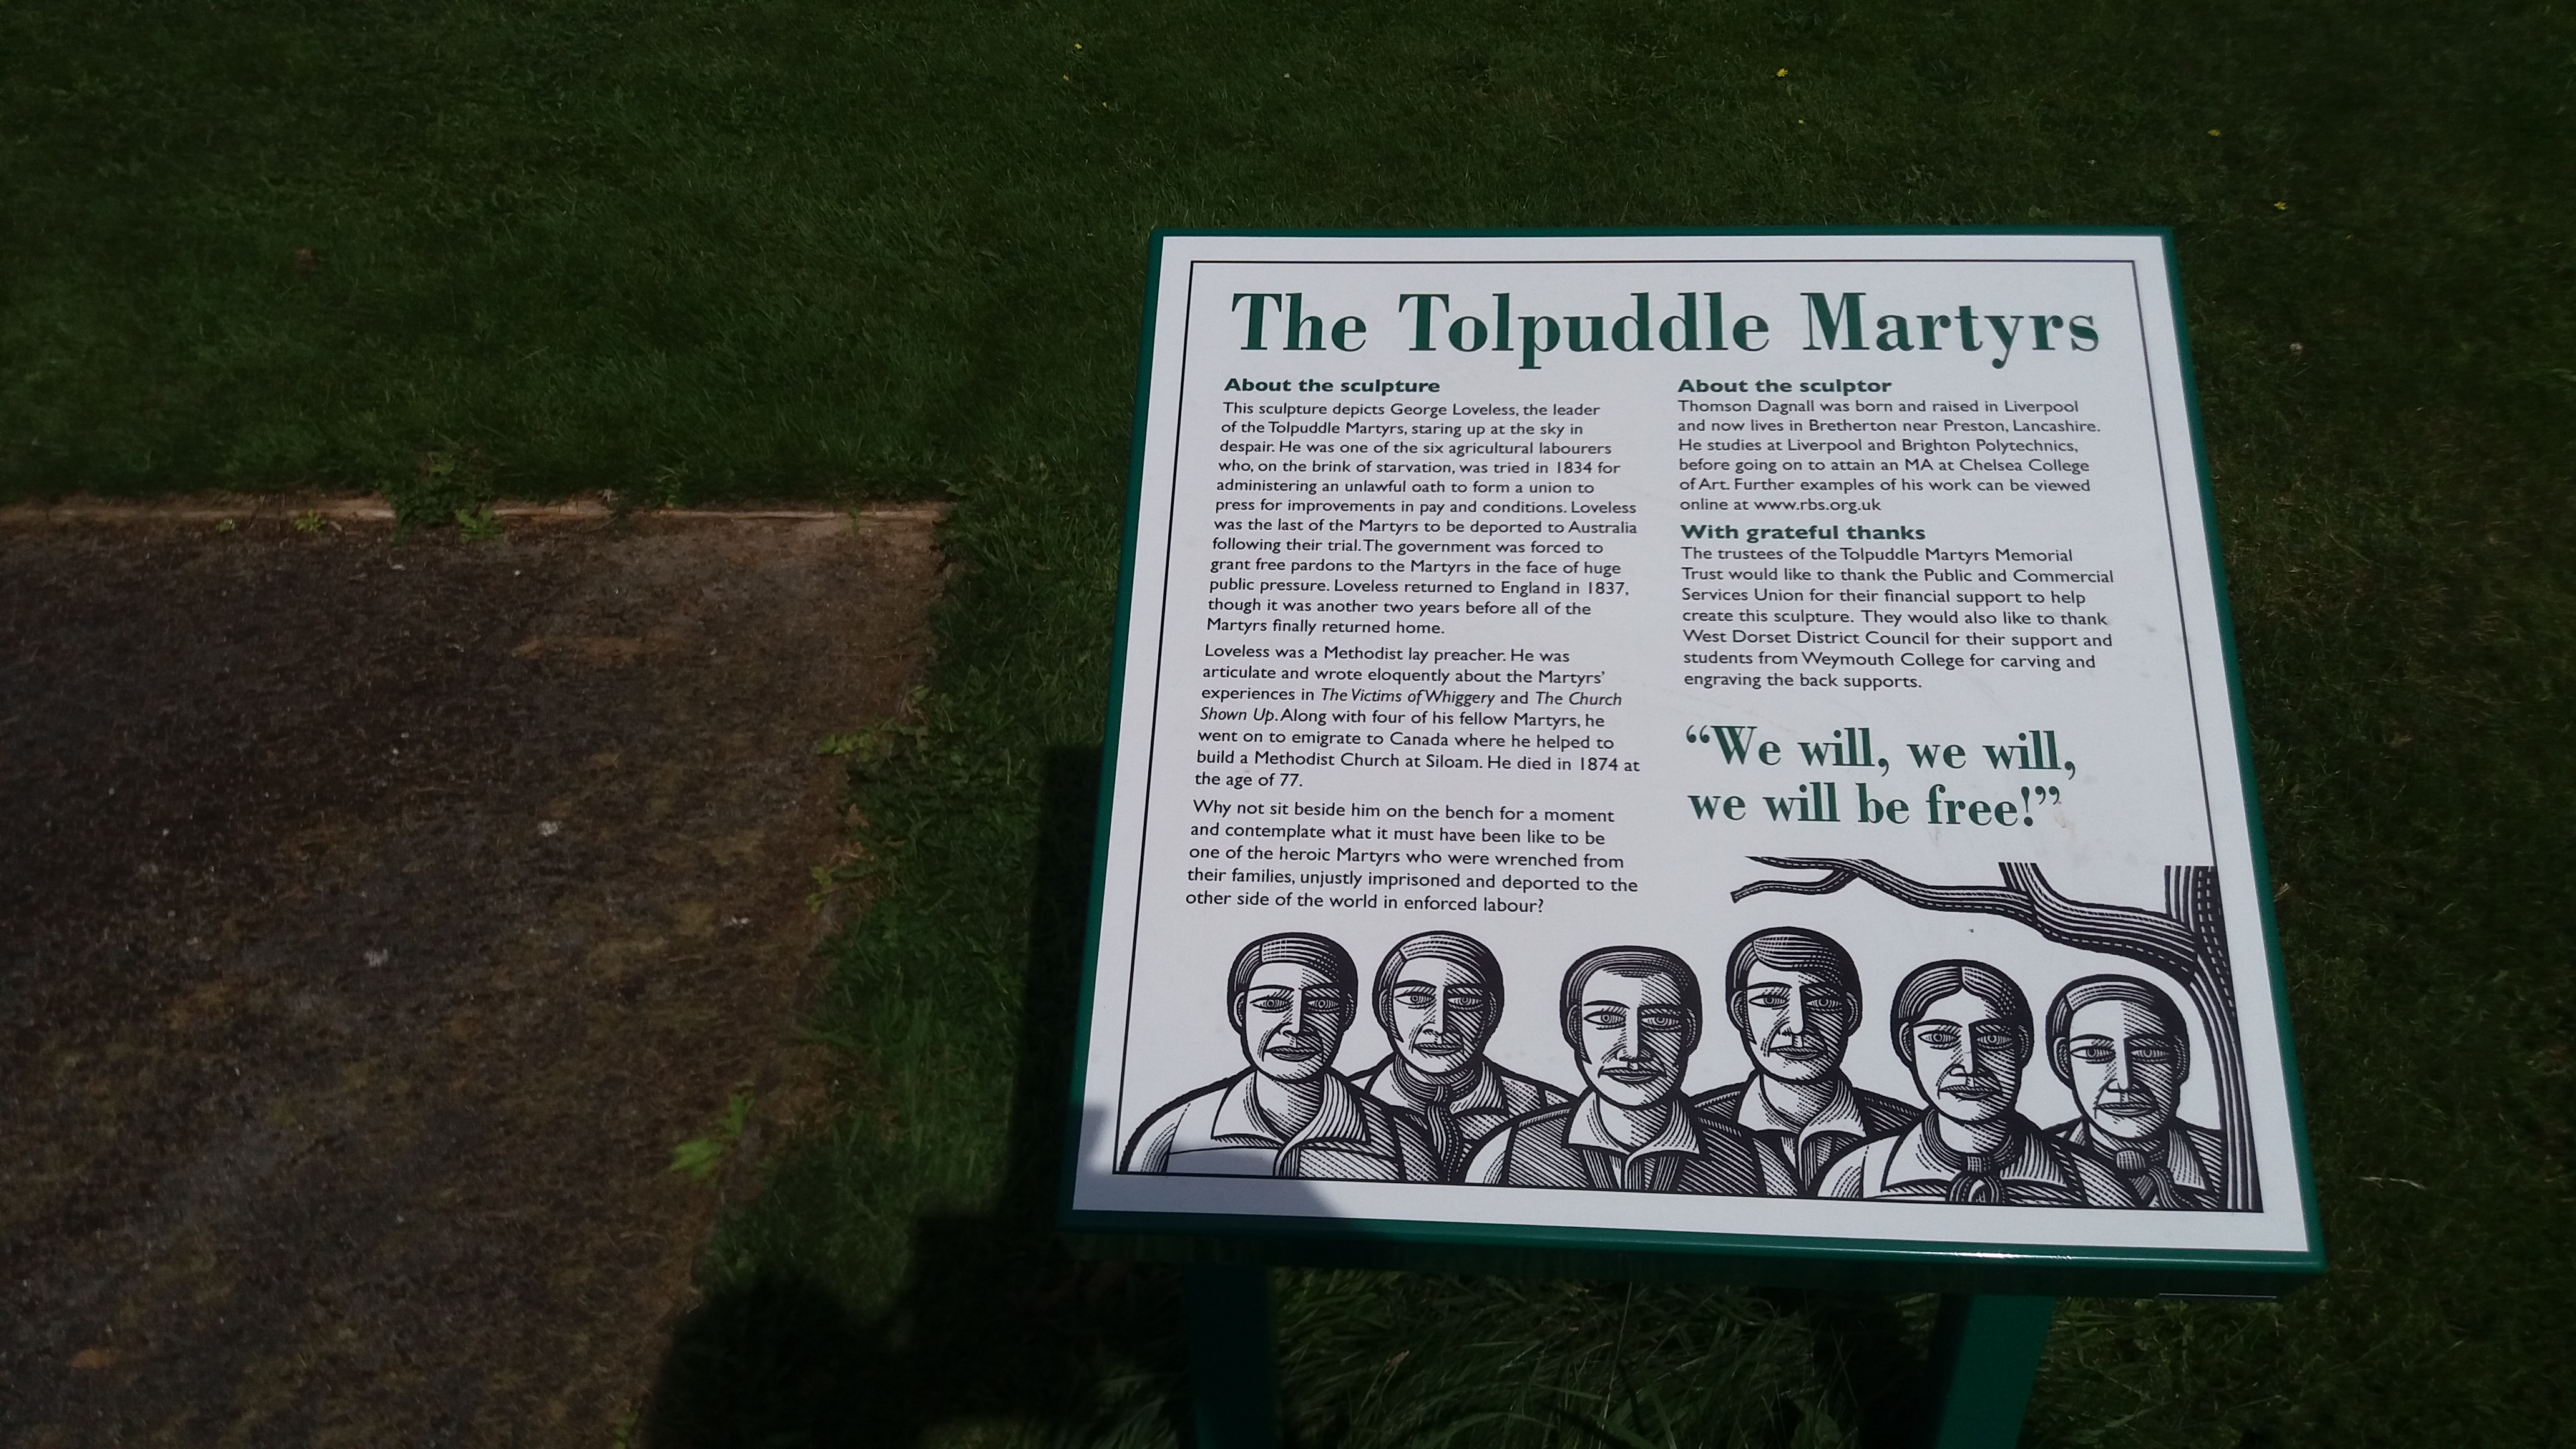 The Tolpuddle Martyrs
About the sculpture
This sculpture depicts George Loveless, the leader
of the Tolpuddle Martyrs, staring up at the sky in
despair. He was one of the six agricultural labourers
who, on the brink of starvation, was tried in 1834 for
administering an unlawful oath to form a union to
press for improvements in pay and conditions. Loveless
was the last of the Martyrs to be deported to Australia
following their trial. The government was forced to
grant free pardons to the Martyrs in the face of huge
public pressure. Loveless returned to England in 1837,
though it was another two years before all of the
Martyrs finally returned home.
Loveless was a Methodist lay preacher. He was
articulate and wrote eloquently about the Martyrs'
experiences in The Victims of Whiggery and The Church
Shown Up. Along with four of his fellow Martyrs, he
went on to emigrate to Canada where he helped to
build a Methodist Church at Siloam. He died in 1874 at
the age of 77.
Why not sit beside him on the bench for a moment
and contemplate what it must have been like to be
one of the heroic Martyrs who were wrenched from
their families, unjustly imprisoned and deported to the
other side of the world in enforced labour?
About the sculptor
Thomson Dagnall was born and raised in Liverpool
and now lives in Bretherton near Preston, Lancashire.
He studies at Liverpool and Brighton Polytechnics,
before going on to attain an MA at Chelsea College
of Art. Further examples of his work can be viewed
online at www.rbs.org.uk
With grateful thanks
The trustees of the Tolpuddle Martyrs Memorial
Trust would like to thank the Public and Commercial
Services Union for their financial support to help
create this sculpture. They would also like to thank
West Dorset District Council for their support and
students from Weymouth College for carving and
engraving the back supports.
"We will, we will,
we will be free!"